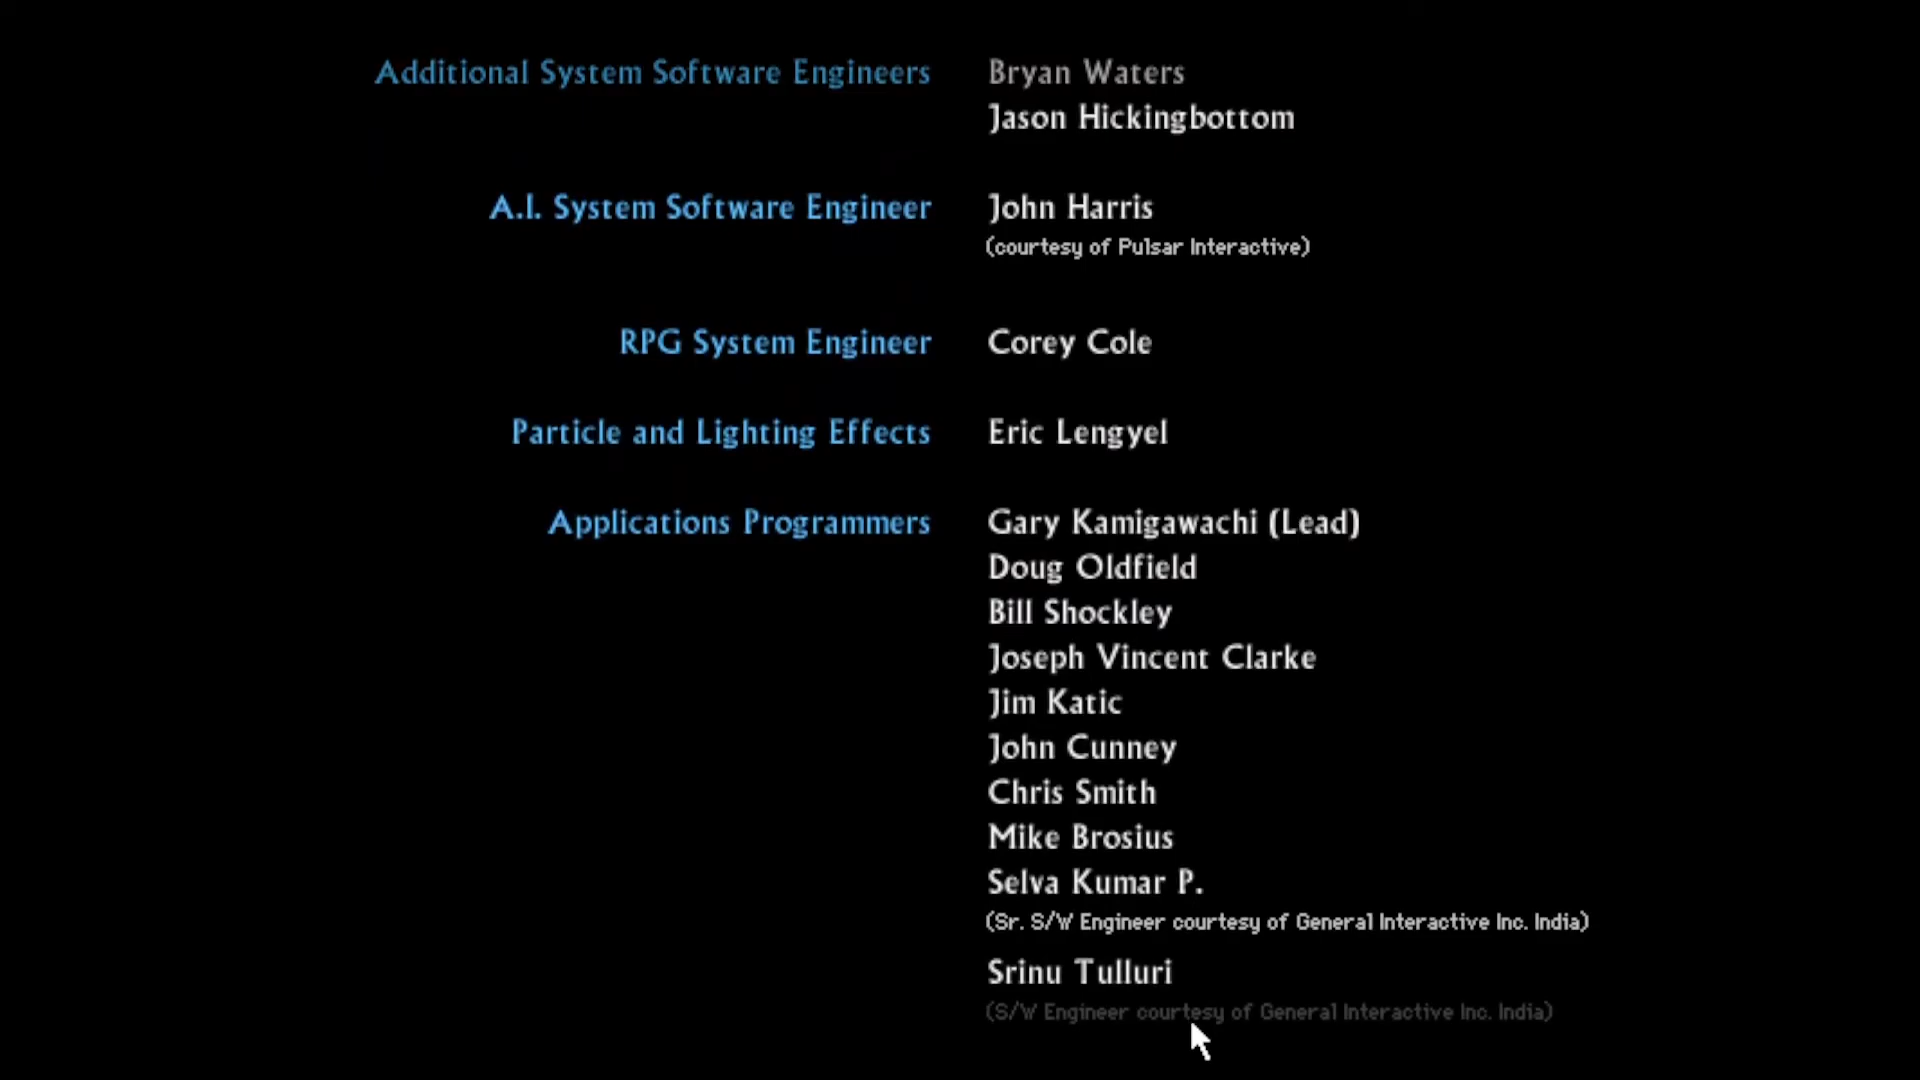 Additional System Software Engineers Bryan Waters
Jason Hickingbottom
A.I. System Software Engineer John Harris
(courtesy of Pulsar Interactive)
RPG System Engineer Corey Cole
Particle and Lighting Effects Eric Lengyel
Applications Programmers Gary Kamigawachi (Lead)
Doug Oldfield
Bill Shockley
Joseph Vincent Clarke
Jim Katic
John Cunney
Chris Smith
Mike Brosius
Selva Kumar P.
(Sr. S/W Engineer courtesy of General Interactive Inc. India)
Srinu Tulluri
(S/W Engineer courtesy of General Interactive Inc. India)